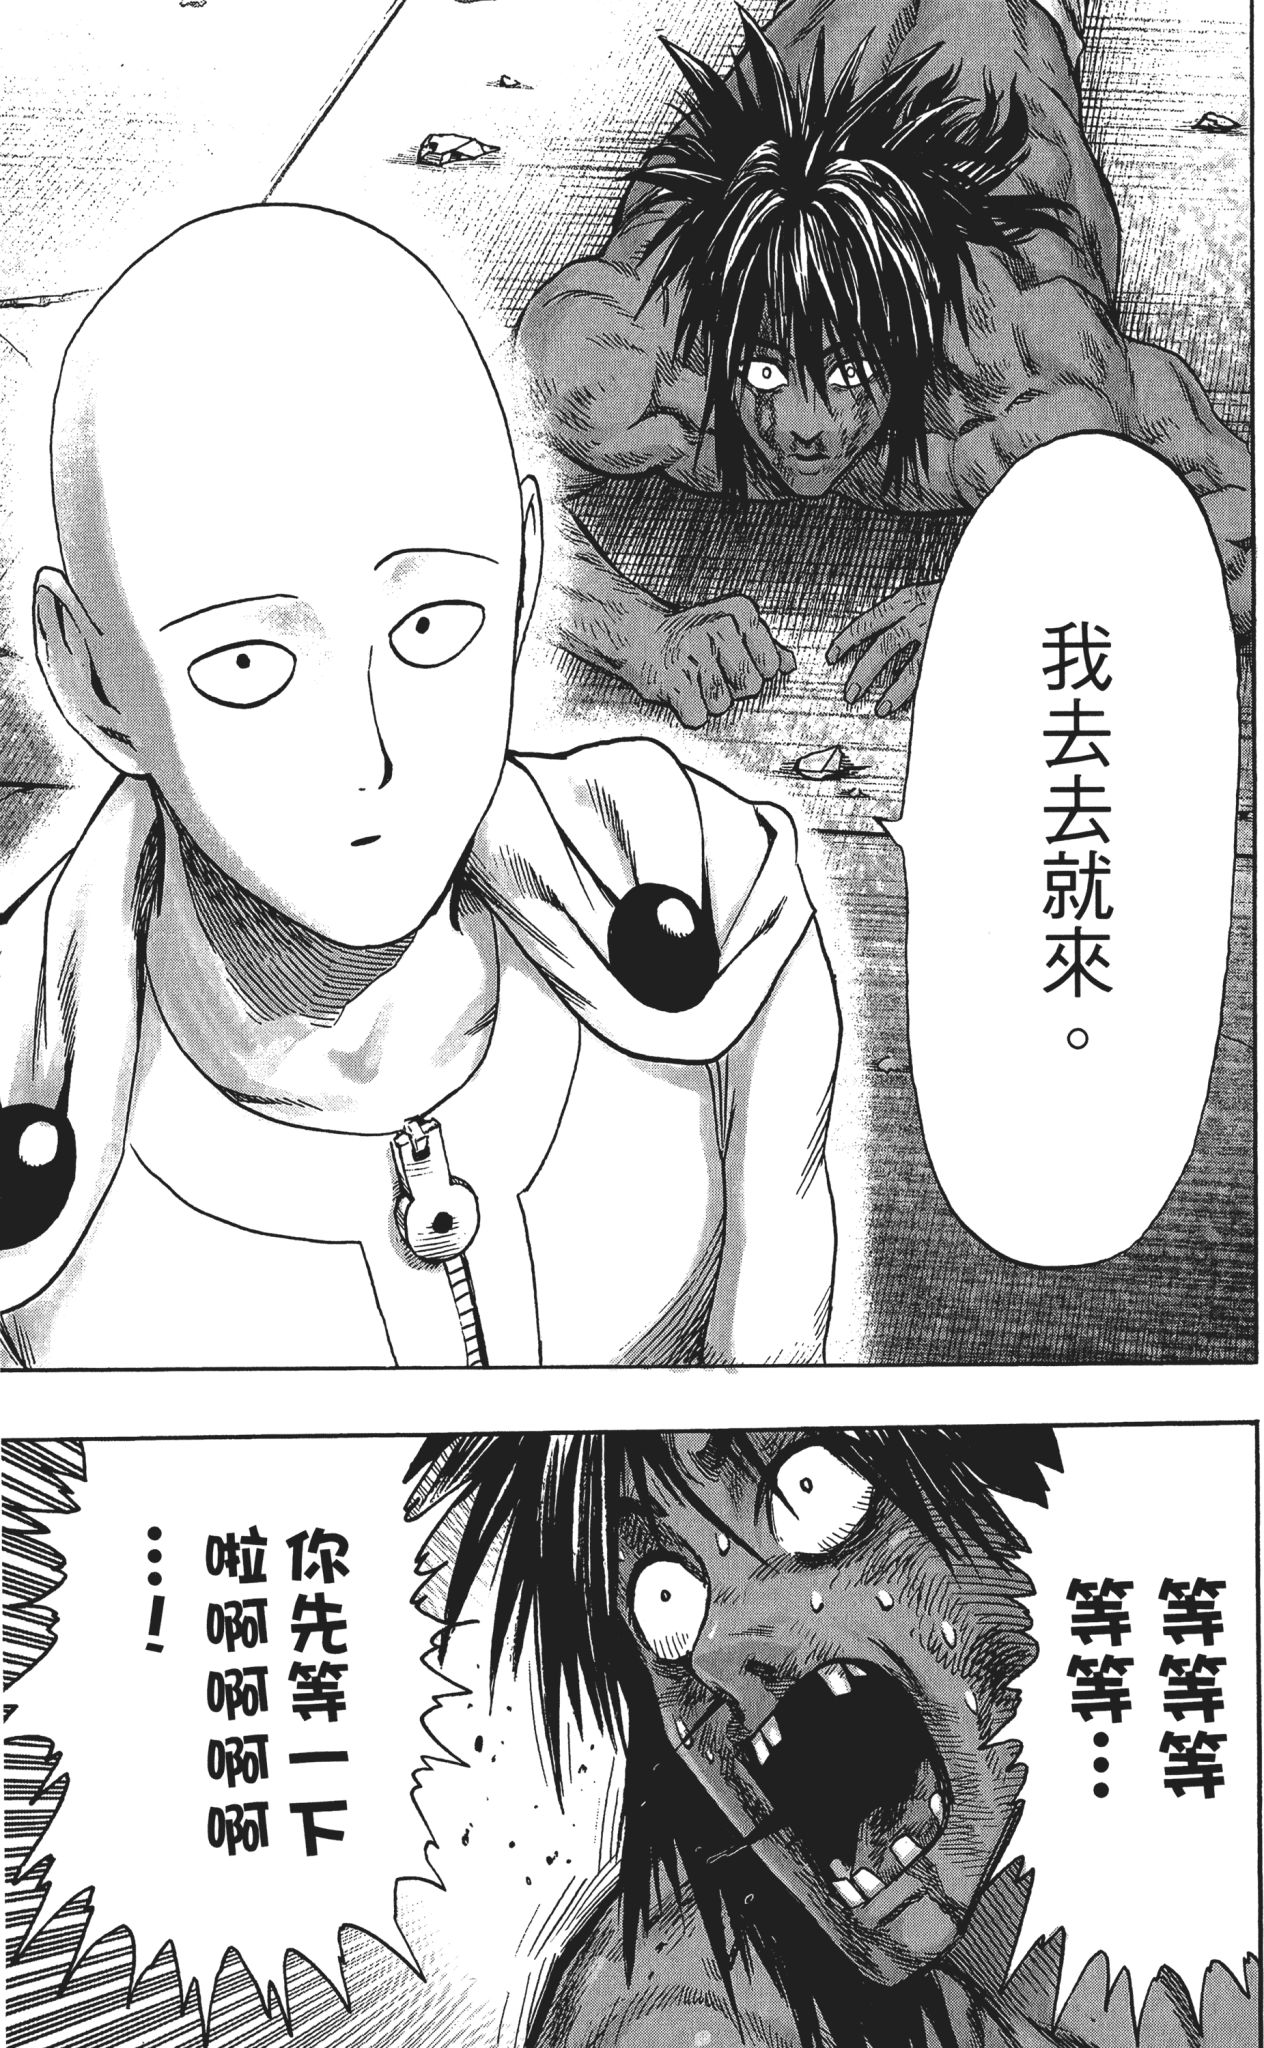 我去去就來。
等等等
等等…
你先等一下
啦啊啊啊啊
…！